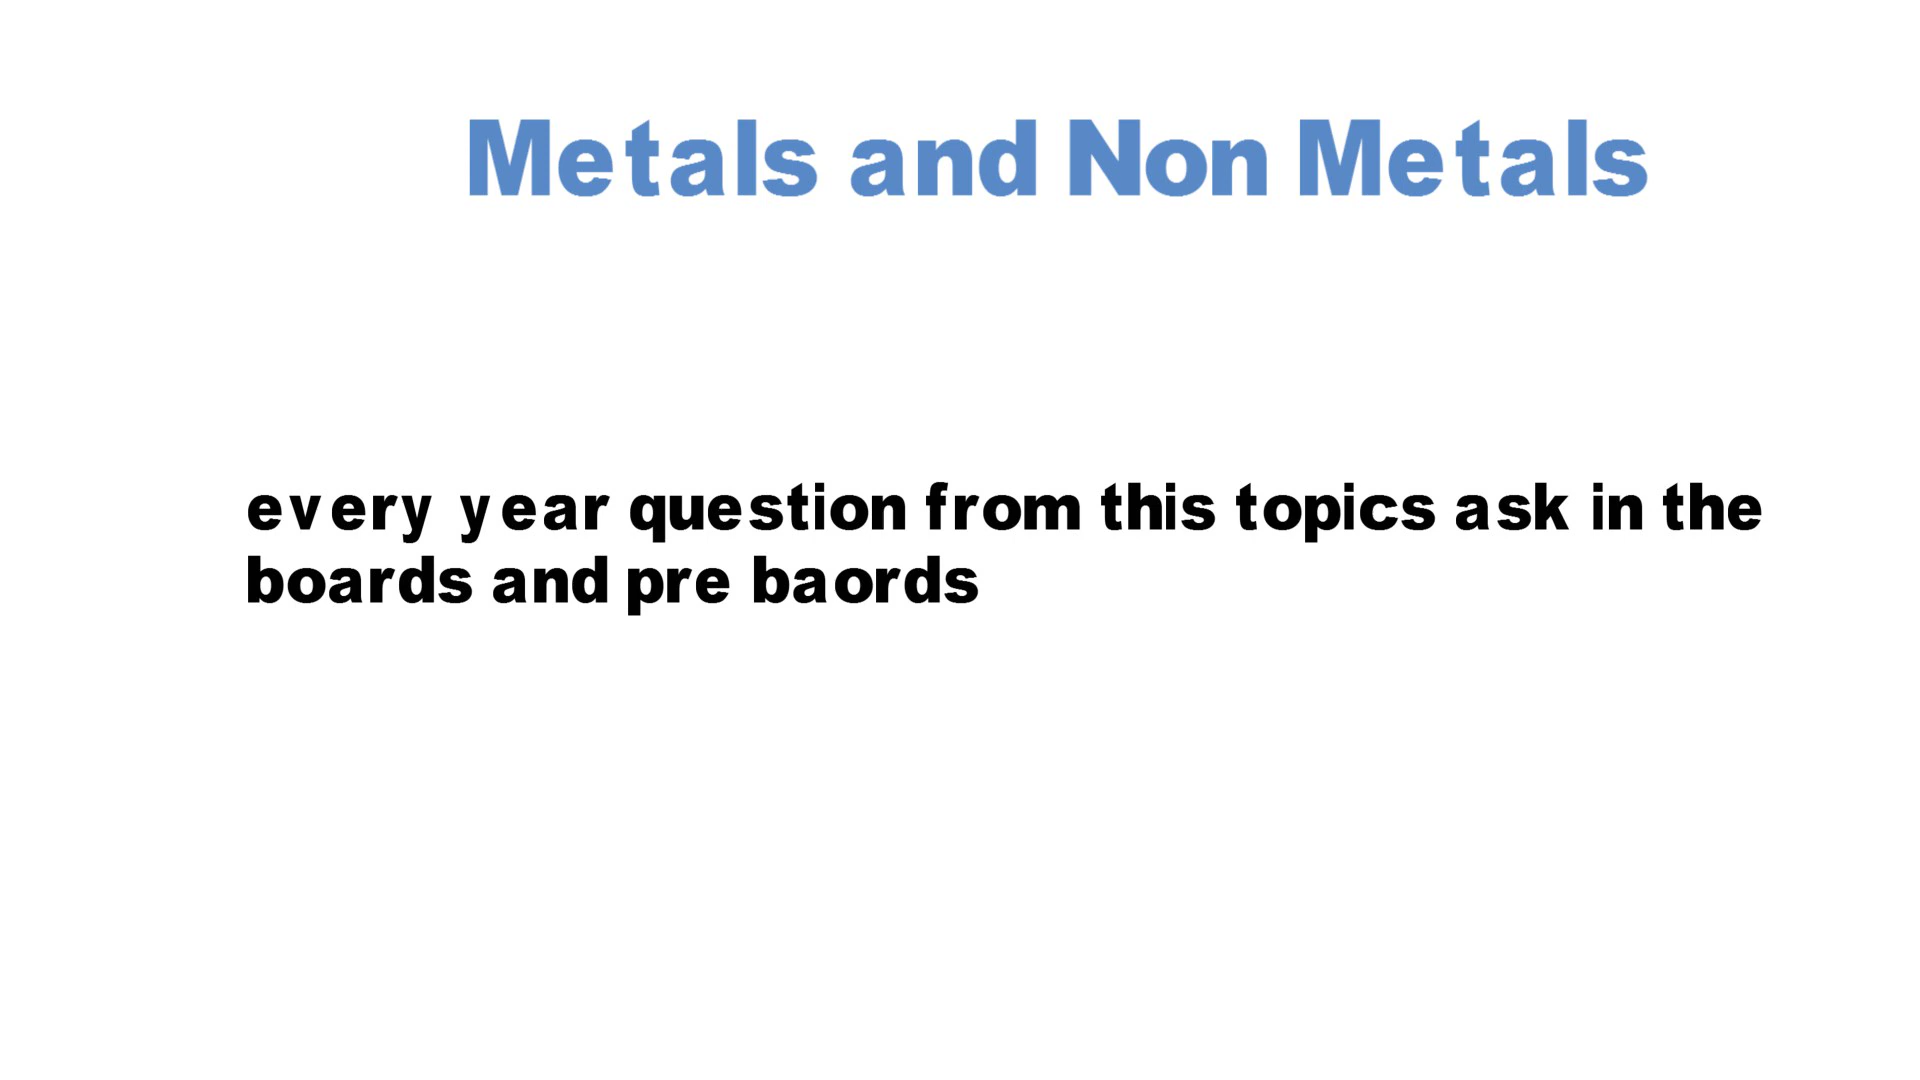 Metals and Non Metals
every year question from this topics ask in the
boards and pre baords